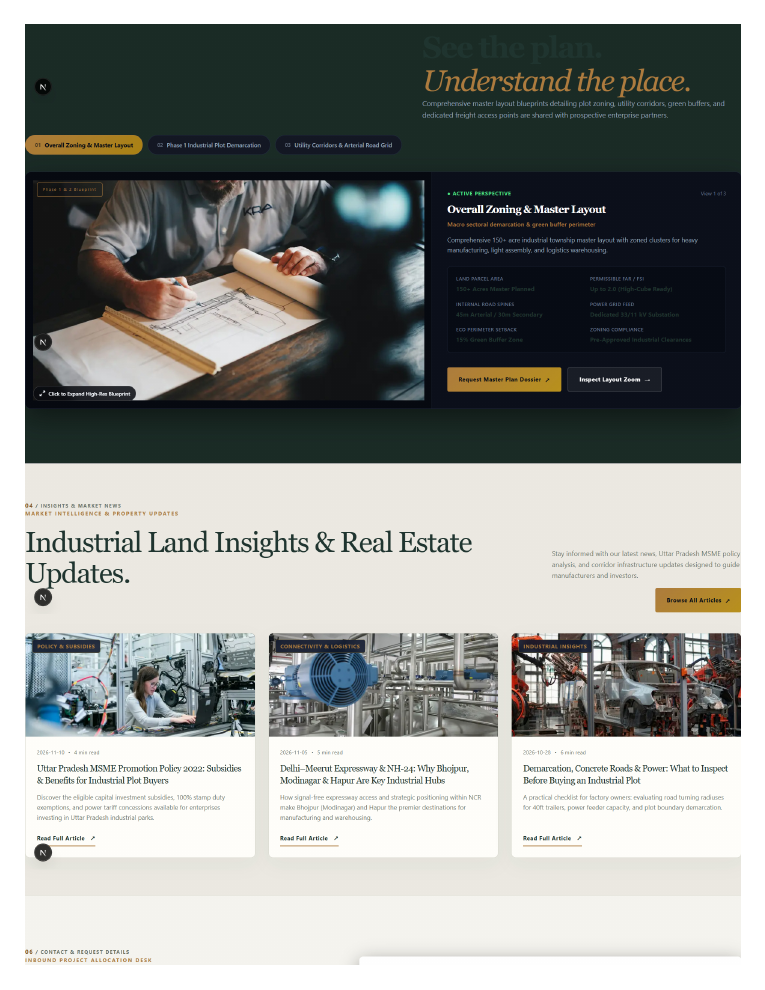 See the plan.
Understand the place.
Comprehensive master layout blueprints detailing plot zoning, utility corridors, green buffers, and
dedicated freight access points are shared with prospective enterprise partners.
N
01 Overall Zoning & Master Layout
02 Phase 1 Industrial Plot Demarcation
03 Utility Corridors & Arterial Road Grid
Phase 1 & 2 Blueprint
KRA
N
Click to Expand High-Res Blueprint
● ACTIVE PERSPECTIVE
View 1 of 3
Overall Zoning & Master Layout
Macro sectoral demarcation & green buffer perimeter
Comprehensive 150+ acre industrial township master layout with zoned clusters for heavy
manufacturing, light assembly, and logistics warehousing.
LAND PARCEL AREA
PERMISSIBLE FAR / FSI
150+ Acres Master Planned
Up to 2.0 (High-Cube Ready)
INTERNAL ROAD SPINES
POWER GRID FEED
45m Arterial / 30m Secondary
Dedicated 33/11 kV Substation
ECO PERIMETER SETBACK
ZONING COMPLIANCE
15% Green Buffer Zone
Pre-Approved Industrial Clearances
Request Master Plan Dossier ↗
Inspect Layout Zoom →
04 / INSIGHTS & MARKET NEWS
MARKET INTELLIGENCE & PROPERTY UPDATES
Industrial Land Insights & Real Estate
Updates.
N
Stay informed with our latest news, Uttar Pradesh MSME policy
analysis, and corridor infrastructure updates designed to guide
manufacturers and investors.
Browse All Articles ↗
POLICY & SUBSIDIES
2026-11-10 • 4 min read
Uttar Pradesh MSME Promotion Policy 2022: Subsidies
& Benefits for Industrial Plot Buyers
Discover the eligible capital investment subsidies, 100% stamp duty
exemptions, and power tariff concessions available for enterprises
investing in Uttar Pradesh industrial parks.
Read Full Article ↗
N
CONNECTIVITY & LOGISTICS
2026-11-05 • 5 min read
Delhi–Meerut Expressway & NH-24: Why Bhojpur,
Modinagar & Hapur Are Key Industrial Hubs
How signal-free expressway access and strategic positioning within NCR
make Bhojpur (Modinagar) and Hapur the premier destinations for
manufacturing and warehousing.
Read Full Article ↗
INDUSTRIAL INSIGHTS
2026-10-28 • 6 min read
Demarcation, Concrete Roads & Power: What to Inspect
Before Buying an Industrial Plot
A practical checklist for factory owners: evaluating road turning radiuses
for 40ft trailers, power feeder capacity, and plot boundary demarcation.
Read Full Article ↗
06 / CONTACT & REQUEST DETAILS
INBOUND PROJECT ALLOCATION DESK